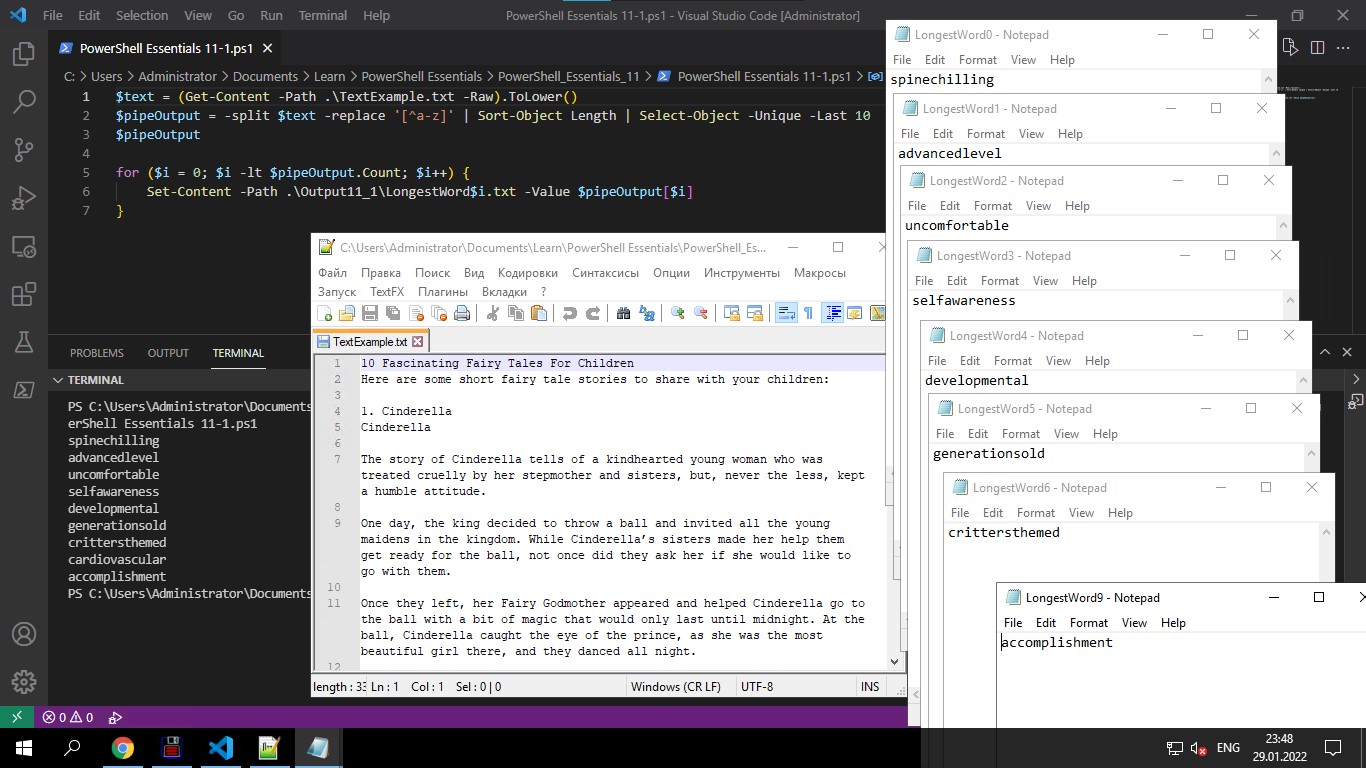 File Edit Selection View Go Run Terminal Help
PowerShell Essentials 11-1.ps1 - Visual Studio Code [Administrator]
PowerShell Essentials 11-1.ps1
C: > Users > Administrator > Documents > Learn > PowerShell Essentials > PowerShell_Essentials_11 > PowerShell Essentials 11-1.ps1 >
1 $text = (Get-Content -Path .\TextExample.txt -Raw).ToLower()
2 $pipeOutput = -split $text -replace '[^a-z]' | Sort-Object Length | Select-Object -Unique -Last 10
3 $pipeOutput
4
5 for ($i = 0; $i -lt $pipeOutput.Count; $i++) {
6 Set-Content -Path .\Output11_1\LongestWord$i.txt -Value $pipeOutput[$i]
7 }
PROBLEMS OUTPUT TERMINAL
TERMINAL
PS C:\Users\Administrator\Documents
erShell Essentials 11-1.ps1
spinechilling
advancedlevel
uncomfortable
selfawareness
developmental
generationsold
crittersthemed
cardiovascular
accomplishment
PS C:\Users\Administrator\Documents
C:\Users\Administrator\Documents\Learn\PowerShell Essentials\PowerShell_Es...
Файл Правка Поиск Вид Кодировки Синтаксисы Опции Инструменты Макросы
Запуск TextFX Плагины Вкладки ?
TextExample.txt
1 10 Fascinating Fairy Tales For Children
2 Here are some short fairy tale stories to share with your children:
3
4 1. Cinderella
5 Cinderella
6
7 The story of Cinderella tells of a kindhearted young woman who was
treated cruelly by her stepmother and sisters, but, never the less, kept
a humble attitude.
8
9 One day, the king decided to throw a ball and invited all the young
maidens in the kingdom. While Cinderella’s sisters made her help them
get ready for the ball, not once did they ask her if she would like to
go with them.
10
11 Once they left, her Fairy Godmother appeared and helped Cinderella go to
the ball with a bit of magic that would only last until midnight. At the
ball, Cinderella caught the eye of the prince, as she was the most
beautiful girl there, and they danced all night.
12
length : 33 Ln : 1 Col : 1 Sel : 0 | 0 Windows (CR LF) UTF-8 INS
LongestWord0 - Notepad
File Edit Format View Help
spinechilling
LongestWord1 - Notepad
File Edit Format View Help
advancedlevel
LongestWord2 - Notepad
File Edit Format View Help
uncomfortable
LongestWord3 - Notepad
File Edit Format View Help
selfawareness
LongestWord4 - Notepad
File Edit Format View Help
developmental
LongestWord5 - Notepad
File Edit Format View Help
generationsold
LongestWord6 - Notepad
File Edit Format View Help
crittersthemed
LongestWord9 - Notepad
File Edit Format View Help
accomplishment
0 0
ENG
23:48
29.01.2022